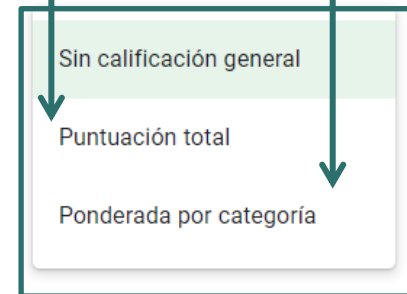 Sin calificación general
Puntuación total
Ponderada por categoría